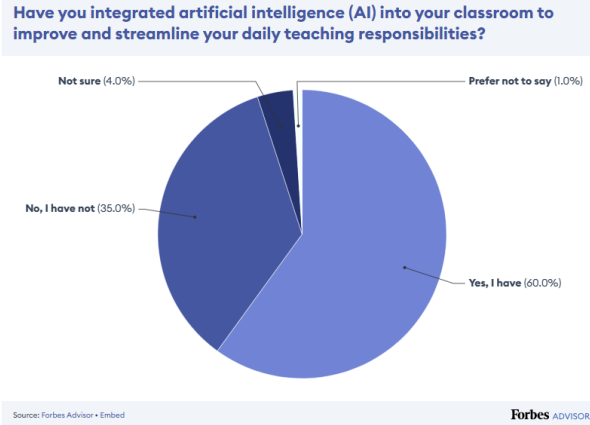 Have you integrated artificial intelligence (AI) into your classroom to
improve and streamline your daily teaching responsibilities?
Not sure (4.0%)
Prefer not to say (1.0%)
No, I have not (35.0%)
Yes, I have (60.0%)
Source: Forbes Advisor • Embed
Forbes ADVISOR